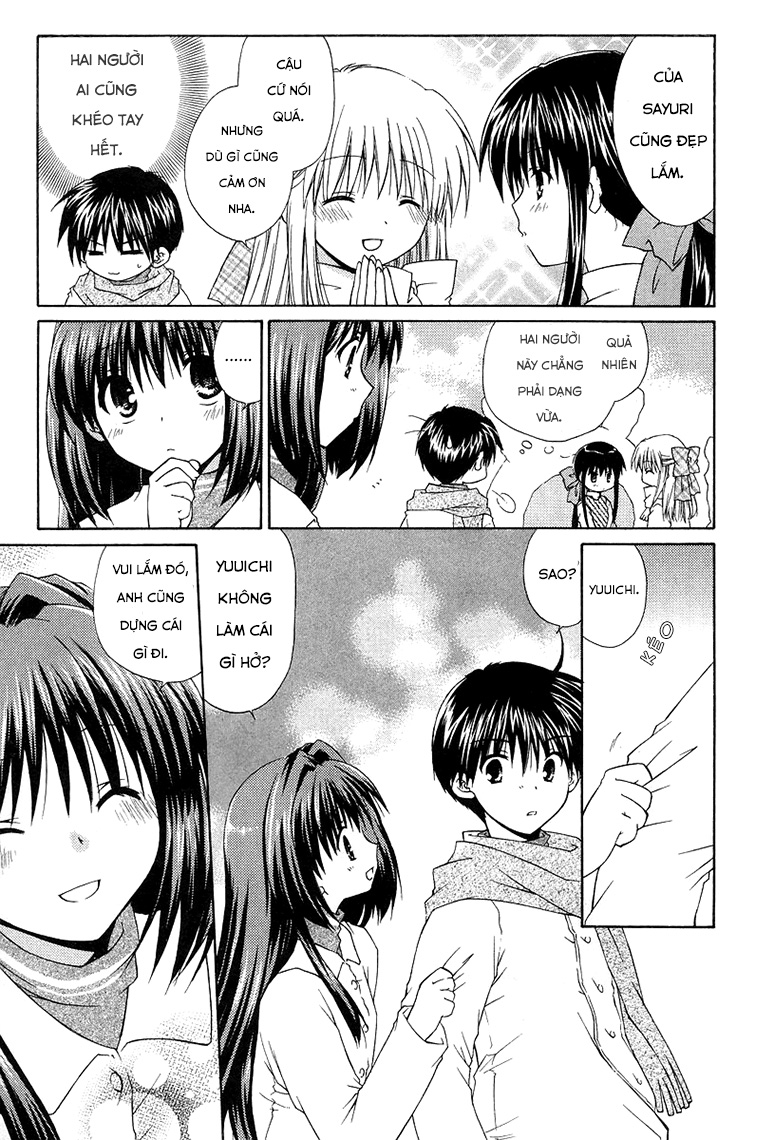 CỦA
SAYURI
CŨNG ĐẸP
LẮM.
CẬU
CỨ NÓI
QUÁ.
NHƯNG
DÙ GÌ CŨNG
CẢM ƠN
NHA.
HAI NGƯỜI
AI CŨNG
KHÉO TAY
HẾT.
QUẢ
NHIÊN
HAI NGƯỜI
NÀY CHẲNG
PHẢI DẠNG
VỪA.
......
YUUICHI.
KÉO
SAO?
YUUICHI
KHÔNG
LÀM CÁI
GÌ HỞ?
VUI LẮM ĐÓ,
ANH CŨNG
DỰNG CÁI
GÌ ĐI.